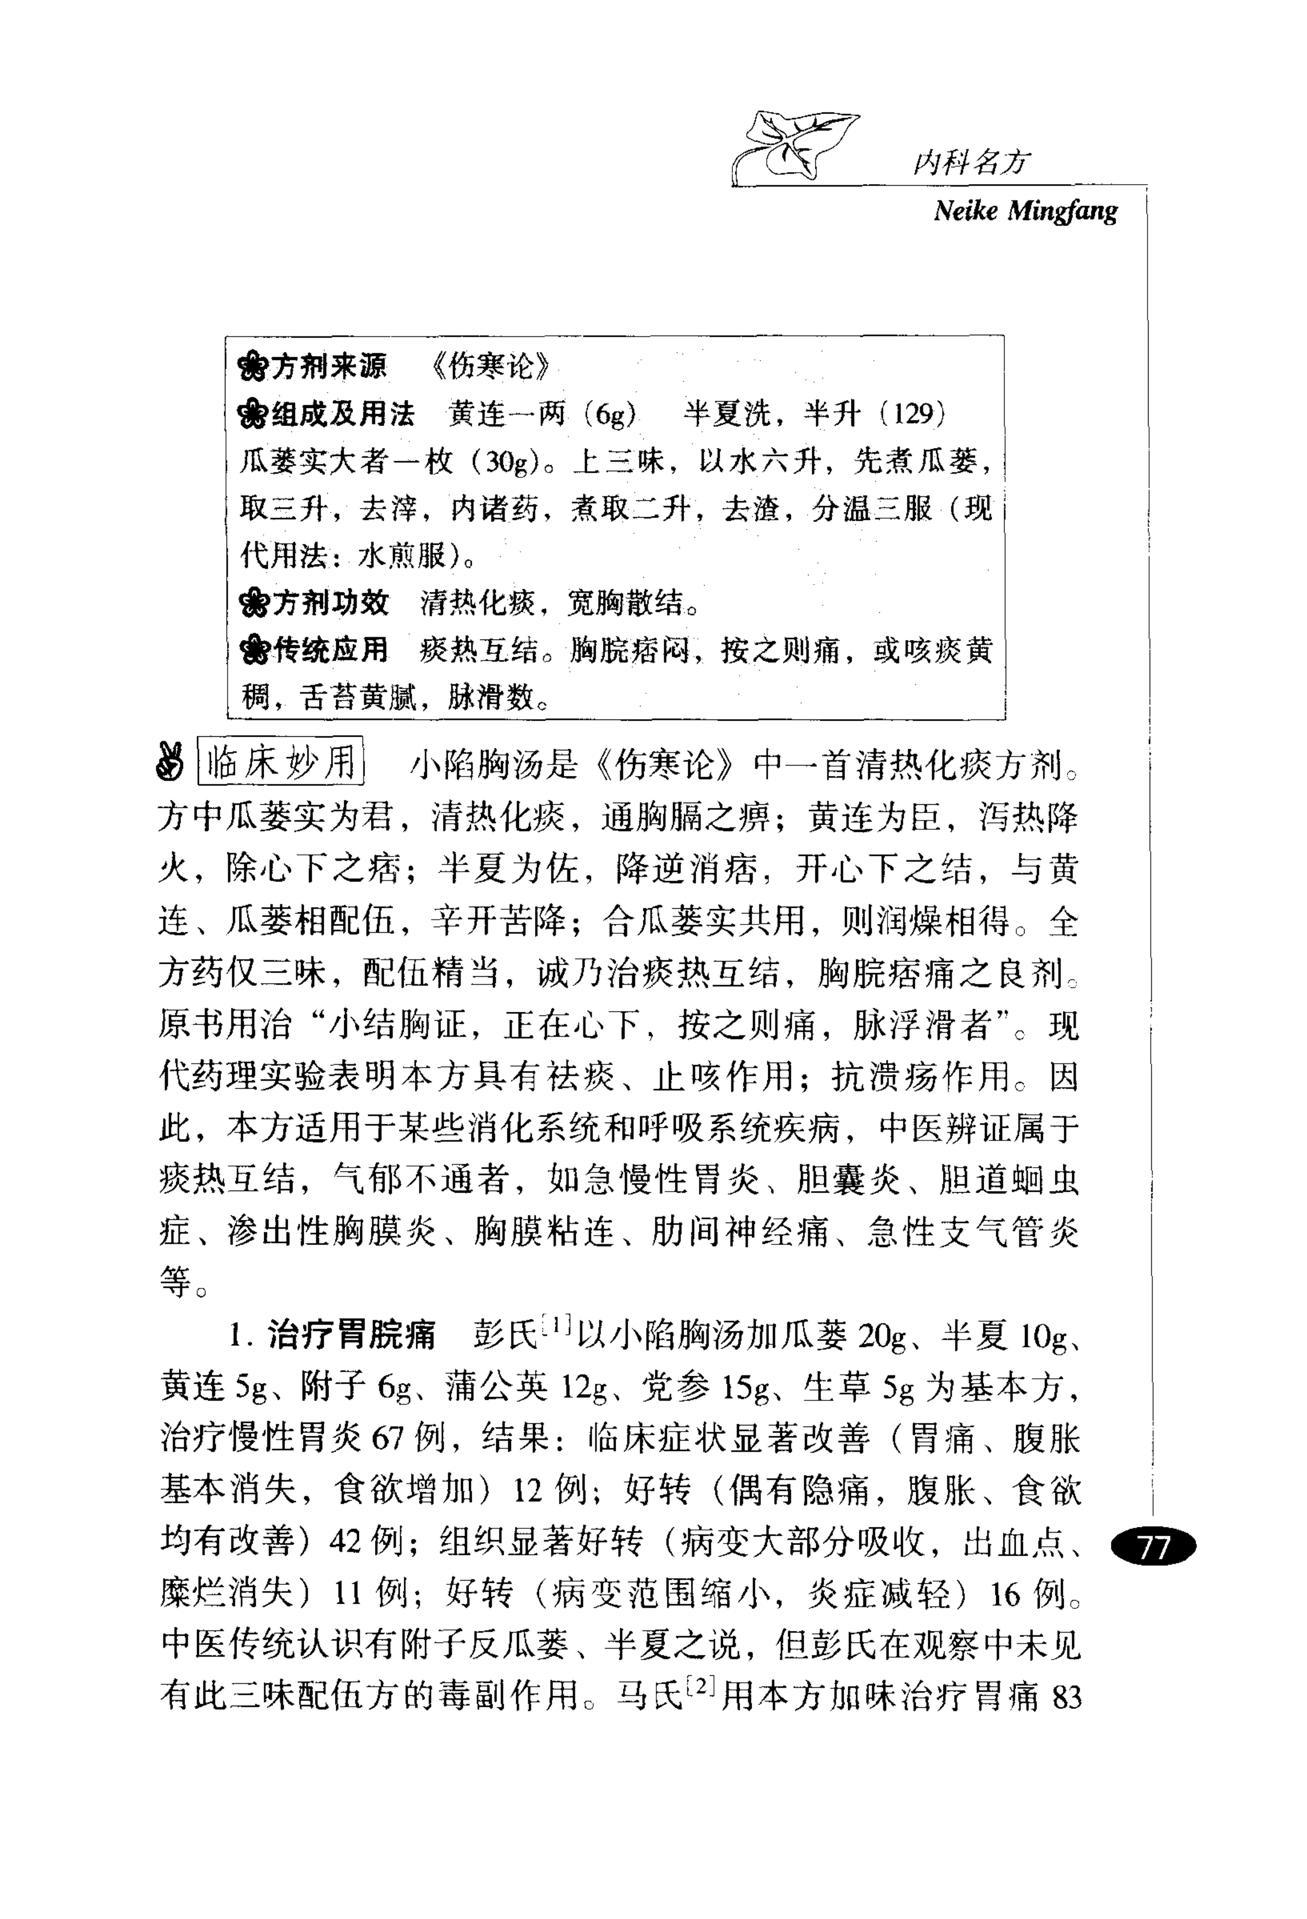 内科名方
Neike Mingfang
方剂来源 《伤寒论》
组成及用法 黄连一两（6g） 半夏洗，半升（129）
瓜蒌实大者一枚（30g）。上三味，以水六升，先煮瓜蒌，
取三升，去滓，内诸药，煮取二升，去渣，分温三服（现
代用法：水煎服）。
方剂功效 清热化痰，宽胸散结。
传统应用 痰热互结。胸脘痞闷，按之则痛，或咳痰黄
稠，舌苔黄腻，脉滑数。
临床妙用 小陷胸汤是《伤寒论》中一首清热化痰方剂。
方中瓜蒌实为君，清热化痰，通胸膈之痹；黄连为臣，泻热降
火，除心下之痞；半夏为佐，降逆消痞，开心下之结，与黄
连、瓜蒌相配伍，辛开苦降；合瓜蒌实共用，则润燥相得。全
方药仅三味，配伍精当，诚乃治痰热互结，胸脘痞痛之良剂。
原书用治“小结胸证，正在心下，按之则痛，脉浮滑者”。现
代药理实验表明本方具有祛痰、止咳作用；抗溃疡作用。因
此，本方适用于某些消化系统和呼吸系统疾病，中医辨证属于
痰热互结，气郁不通者，如急慢性胃炎、胆囊炎、胆道蛔虫
症、渗出性胸膜炎、胸膜粘连、肋间神经痛、急性支气管炎
等。
1. 治疗胃脘痛 彭氏[1]以小陷胸汤加瓜蒌 20g、半夏 10g、
黄连 5g、附子 6g、蒲公英 12g、党参 15g、生草 5g 为基本方，
治疗慢性胃炎 67 例，结果：临床症状显著改善（胃痛、腹胀
基本消失，食欲增加）12 例；好转（偶有隐痛，腹胀、食欲
均有改善）42 例；组织显著好转（病变大部分吸收，出血点、
糜烂消失）11 例；好转（病变范围缩小，炎症减轻）16 例。
中医传统认识有附子反瓜蒌、半夏之说，但彭氏在观察中未见
有此三味配伍方的毒副作用。马氏[2]用本方加味治疗胃痛 83
77